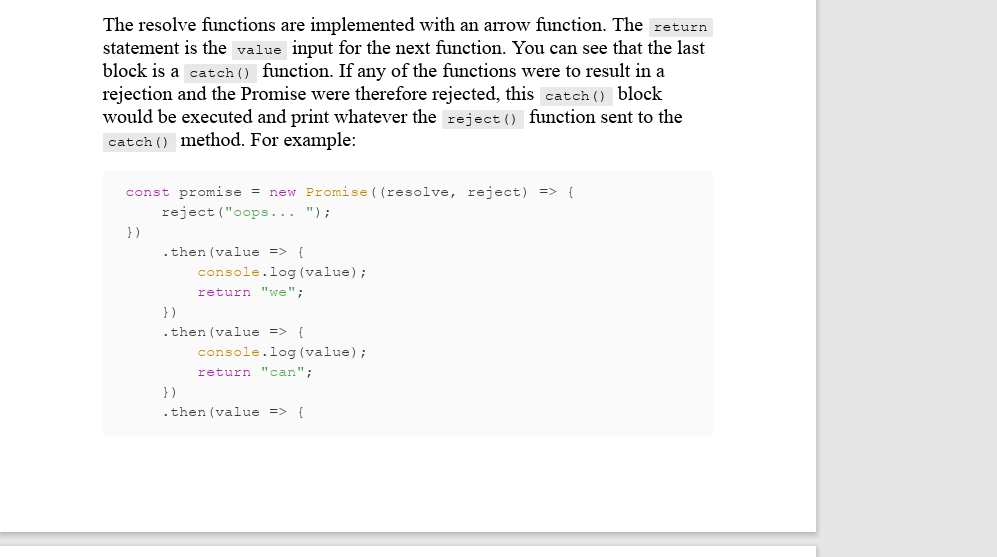 The resolve functions are implemented with an arrow function. The return
statement is the value input for the next function. You can see that the last
block is a catch() function. If any of the functions were to result in a
rejection and the Promise were therefore rejected, this catch() block
would be executed and print whatever the reject() function sent to the
catch() method. For example:
const promise = new Promise((resolve, reject) => {
    reject("oops... ");
})
    .then(value => {
        console.log(value);
        return "we";
    })
    .then(value => {
        console.log(value);
        return "can";
    })
    .then(value => {